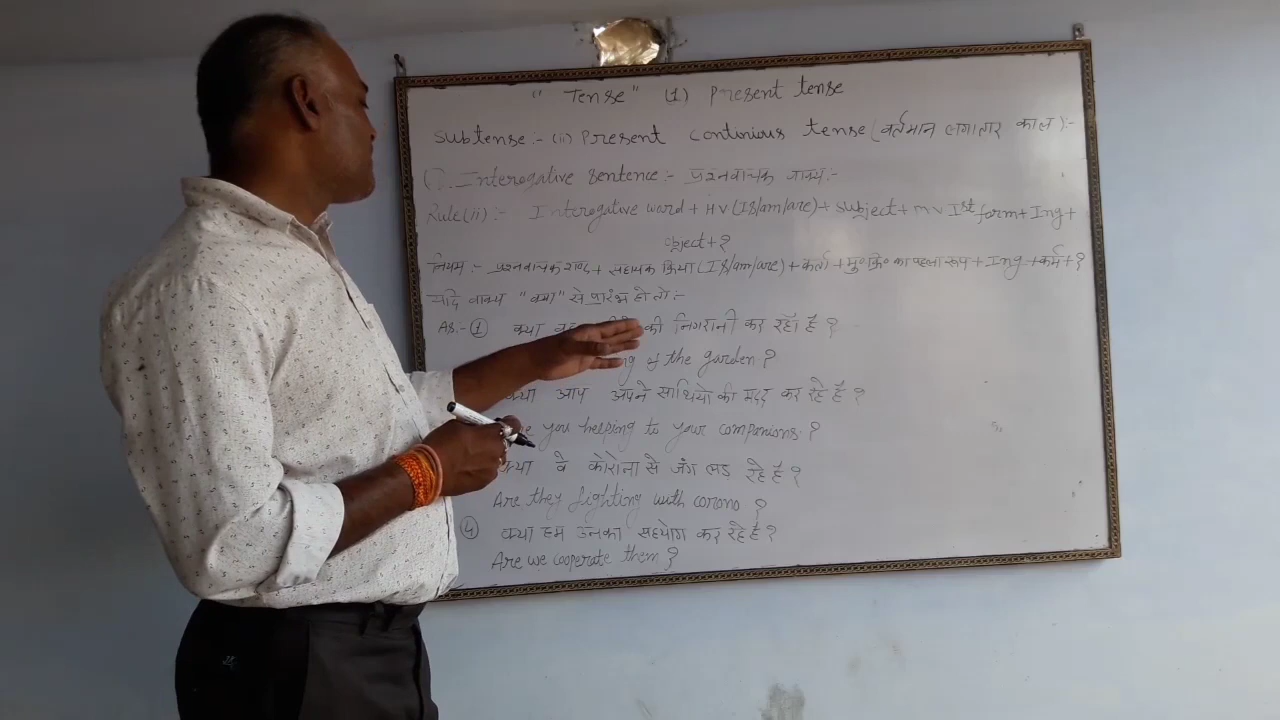 " Tense" (1) Present tense
Subtense:- (ii) Present Continious tense (वर्तमान लगातार काल):-
Interogative Sentence:- प्रश्नवाचक वाक्य:-
Rule(ii):- Interogative word + HV (Is/am/are) + Subject + MV Ist form + Ing +
object + ?
नियम:- प्रश्नवाचक शब्द + सहायक क्रिया (Is/am/are) + कर्ता + मु० क्रि० का पहला रूप + Ing + कर्म + ?
यदि वाक्य "क्या" से प्रारंभ हो तो:-
As:- ① क्या की निगरानी कर रहाँ है ?
of the garden ?
क्या आप अपने साथियो की मदद कर रहे है ?
you helping to your companions. ?
क्या वे कोरोना से जंग लड़ रहे है ?
Are they fighting with corono ?
④ क्या हम उनका सहयोग कर रहे है ?
Are we cooperate them ?